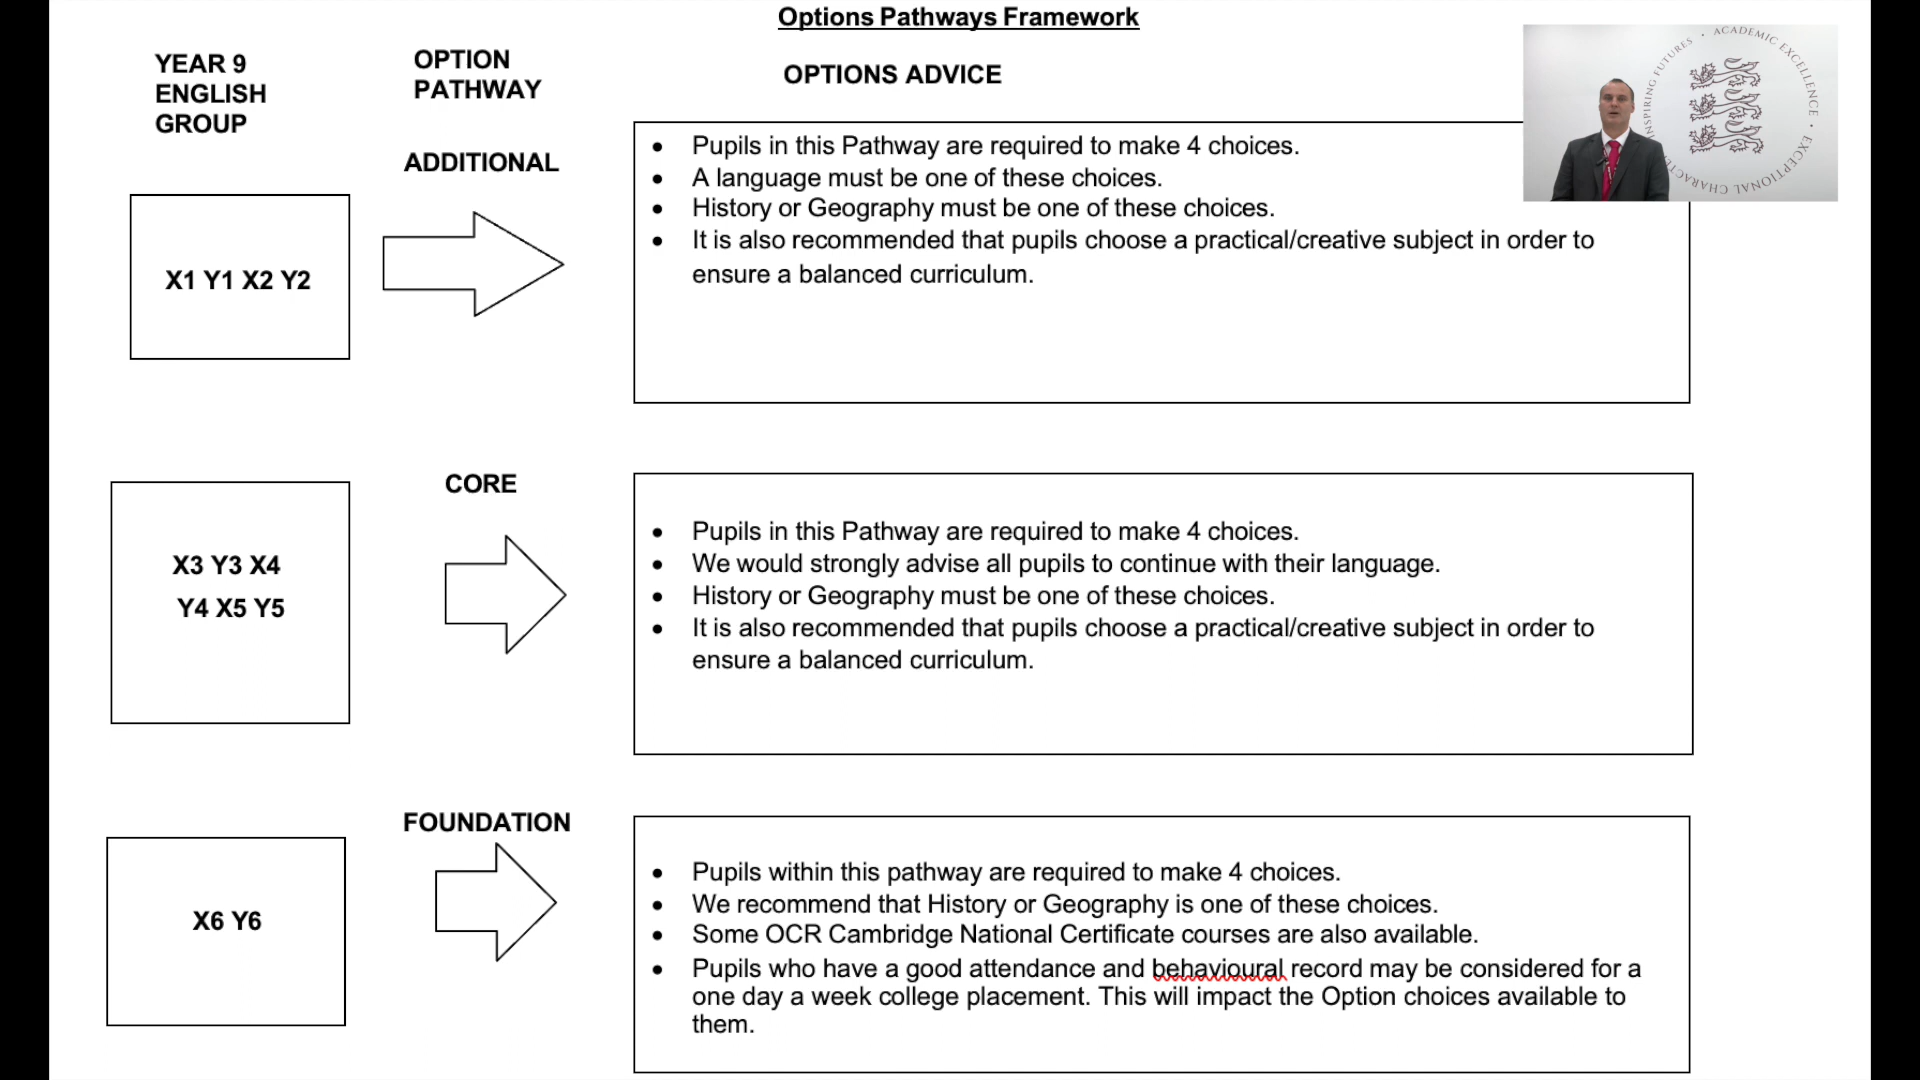 Options Pathways Framework
YEAR 9
ENGLISH
GROUP
OPTION
PATHWAY
OPTIONS ADVICE
INSPIRING FUTURES • ACADEMIC EXCELLENCE • EXCEPTIONAL CHARACTE
ADDITIONAL
X1 Y1 X2 Y2
• Pupils in this Pathway are required to make 4 choices.
• A language must be one of these choices.
• History or Geography must be one of these choices.
• It is also recommended that pupils choose a practical/creative subject in order to
ensure a balanced curriculum.
CORE
X3 Y3 X4
Y4 X5 Y5
• Pupils in this Pathway are required to make 4 choices.
• We would strongly advise all pupils to continue with their language.
• History or Geography must be one of these choices.
• It is also recommended that pupils choose a practical/creative subject in order to
ensure a balanced curriculum.
FOUNDATION
X6 Y6
• Pupils within this pathway are required to make 4 choices.
• We recommend that History or Geography is one of these choices.
• Some OCR Cambridge National Certificate courses are also available.
• Pupils who have a good attendance and behavioural record may be considered for a
one day a week college placement. This will impact the Option choices available to
them.